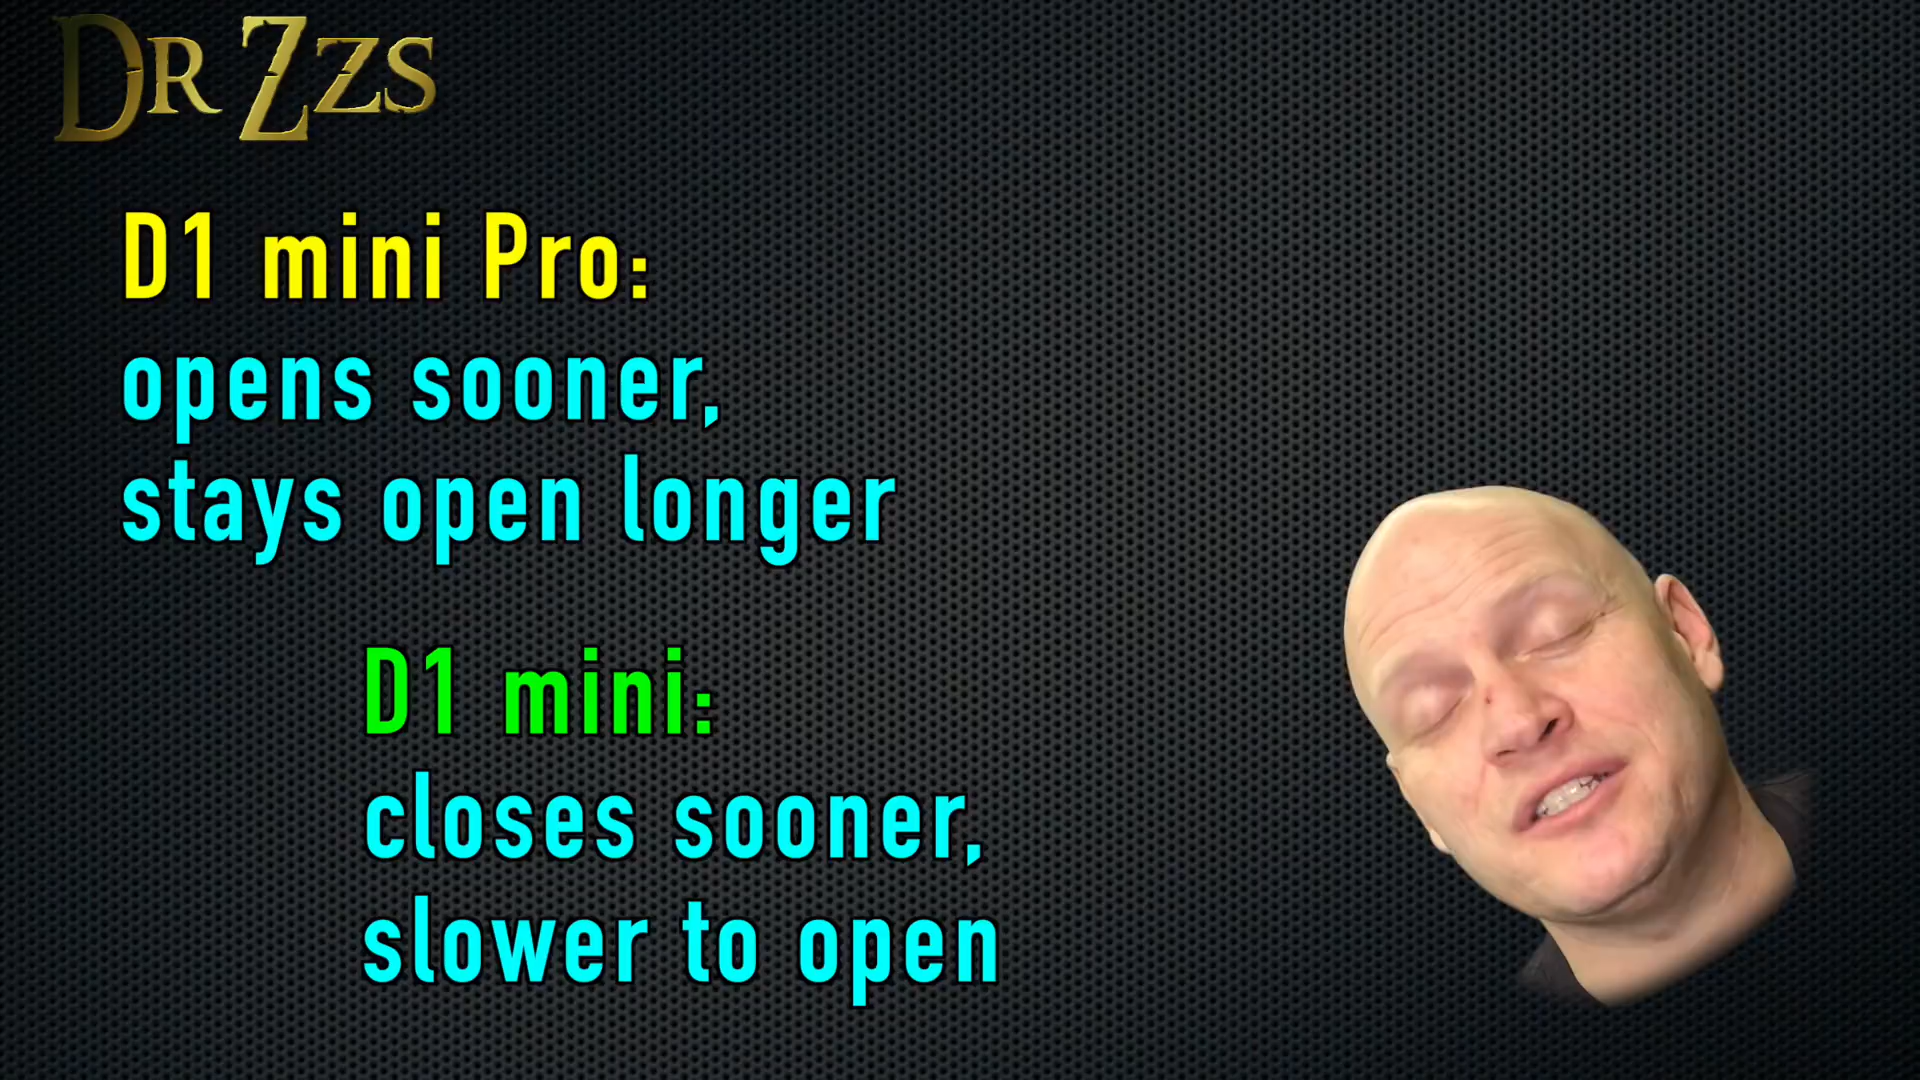 Dr Zzs
D1 mini Pro:
opens sooner,
stays open longer
D1 mini:
closes sooner,
slower to open